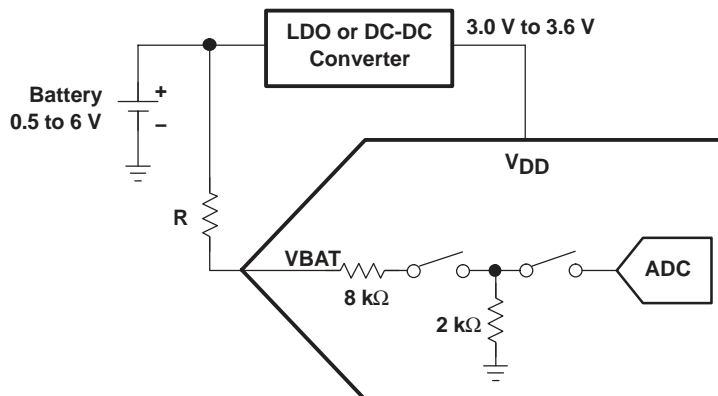 LDO or DC-DC
Converter
3.0 V to 3.6 V
Battery
0.5 to 6 V
+
−
VDD
R
VBAT
8 kΩ
2 kΩ
ADC